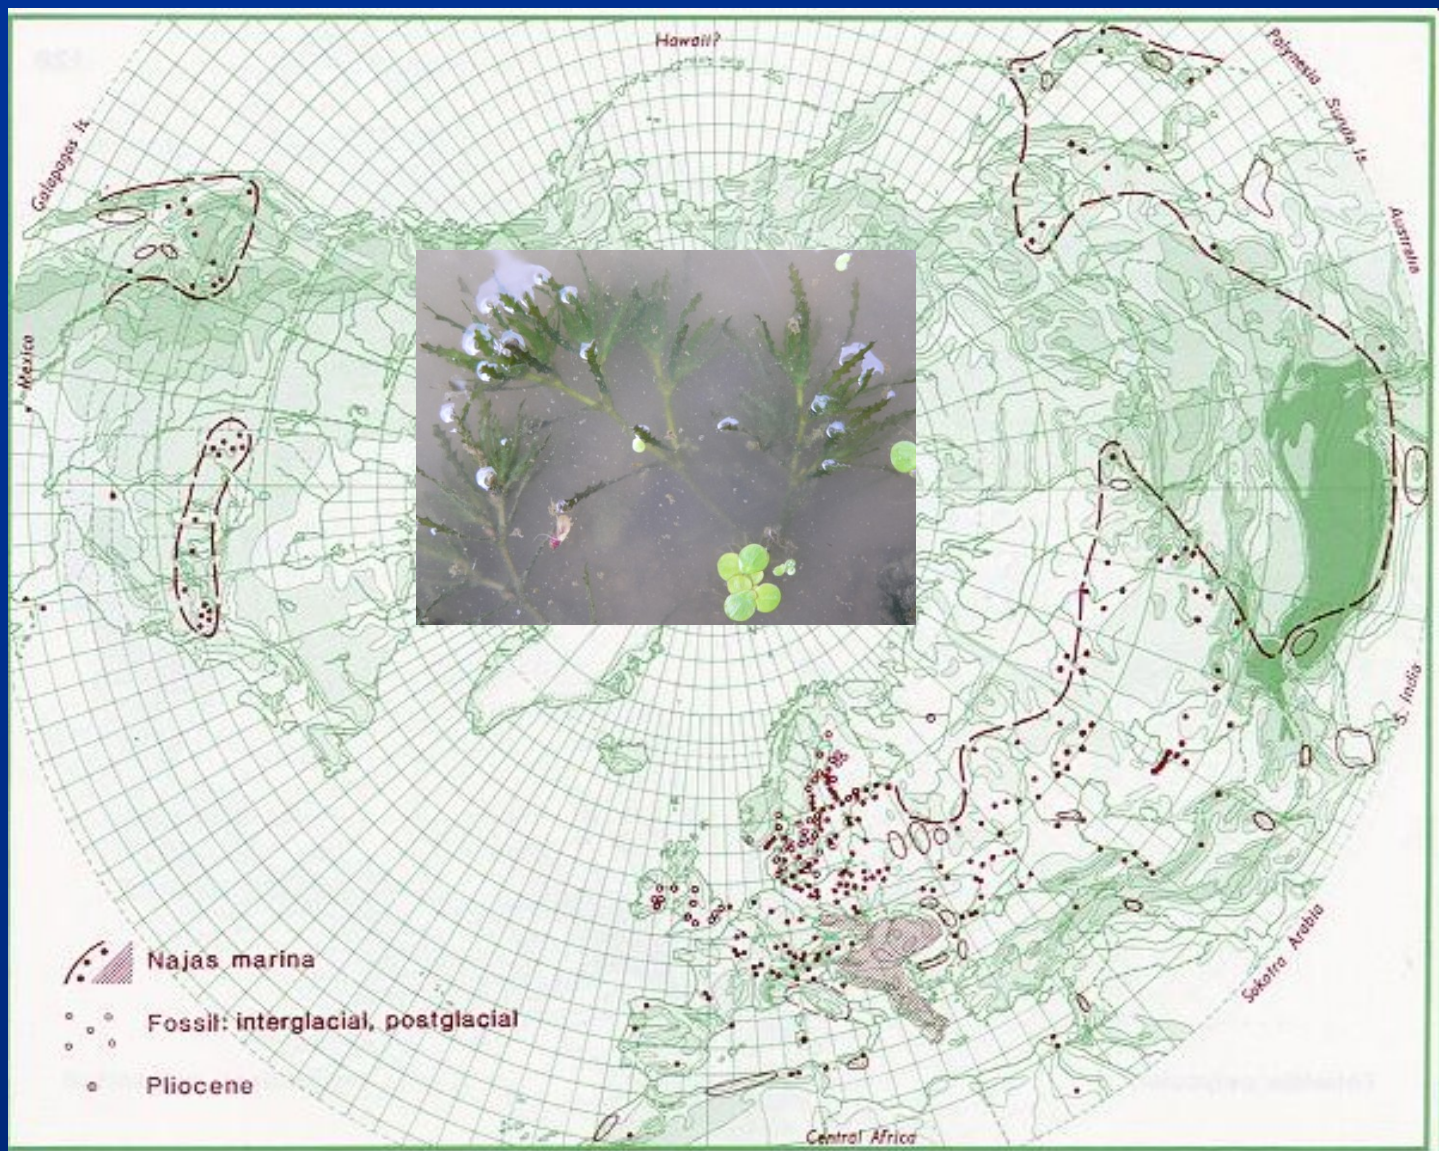 Hawaii?
Polynesia
Sunda Is.
Galapagos Is.
Australia
Mexico
S. India
Sokotra Arabia
Najas marina
Fossil: interglacial, postglacial
Pliocene
Central Africa